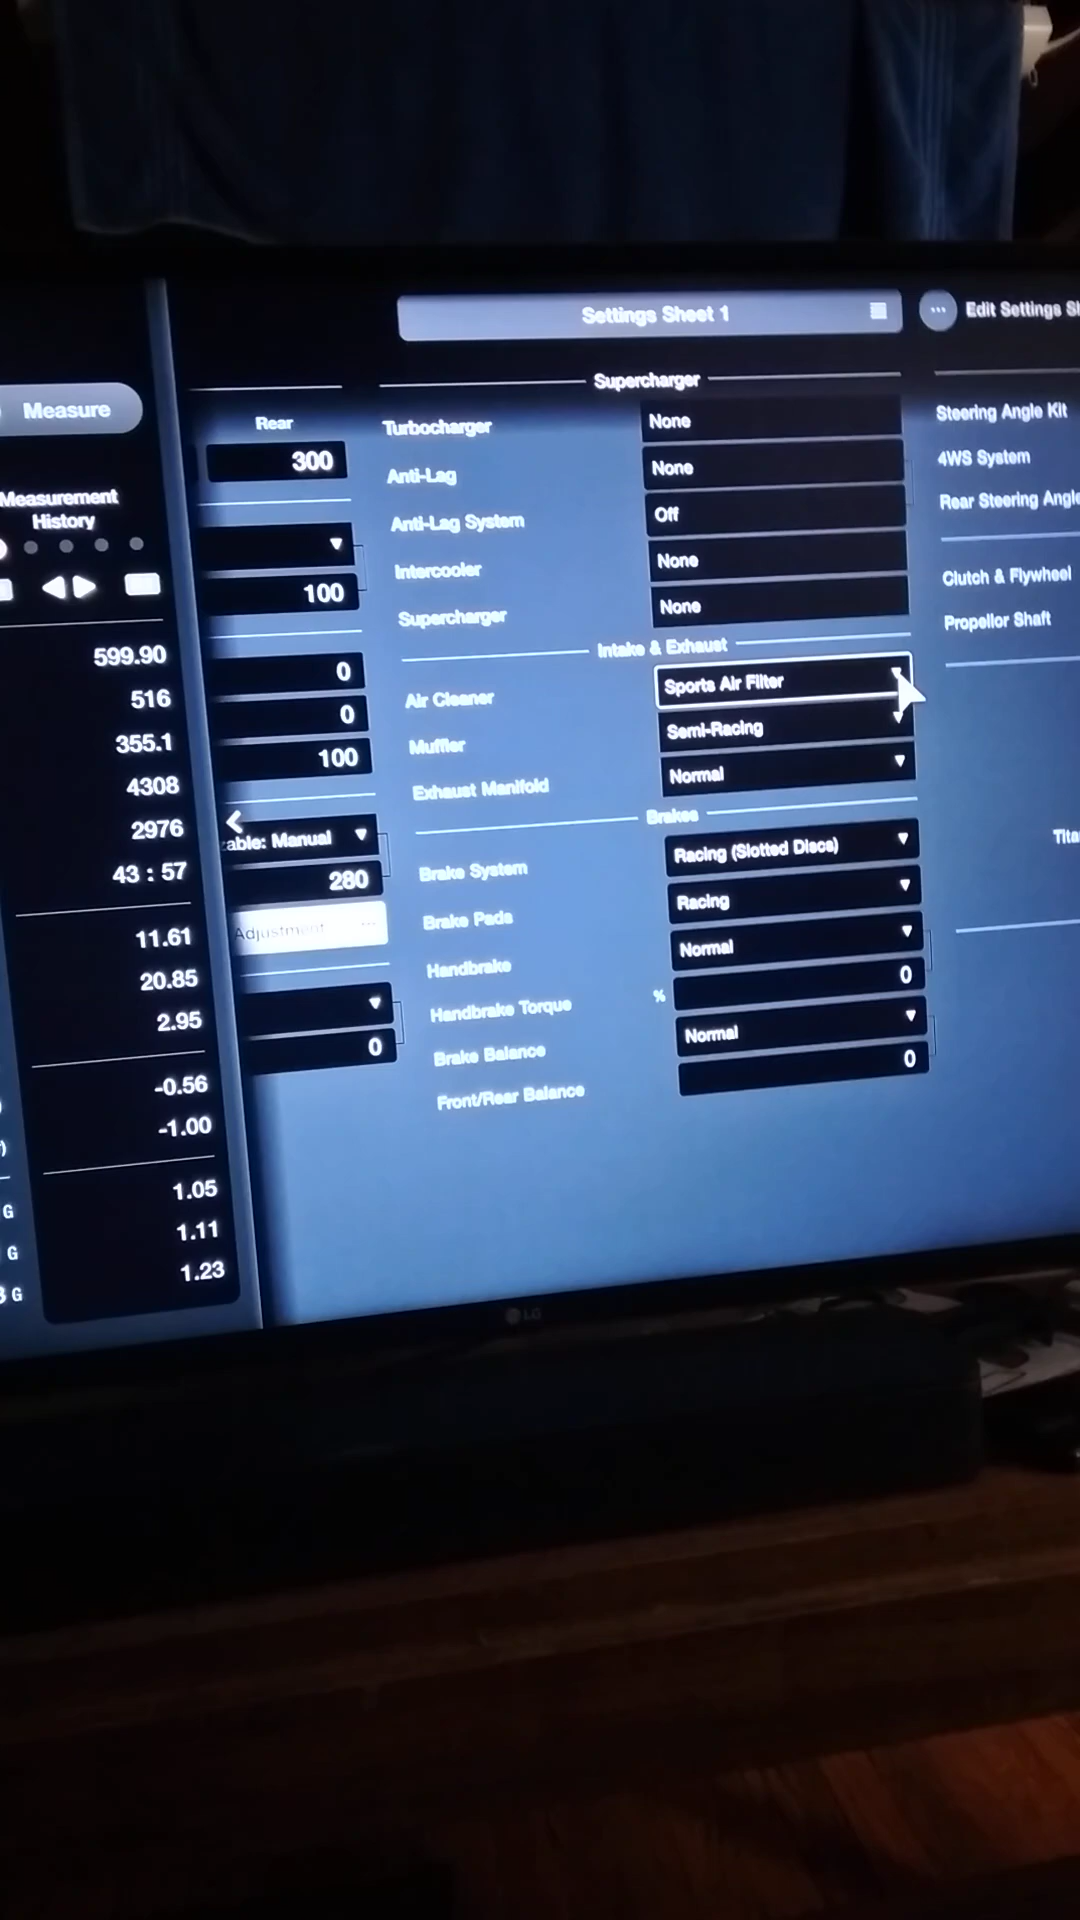 Settings Sheet 1
Edit Settings Sh
Measure
Measurement
History
599.90
516
355.1
4308
2976
43 : 57
11.61
20.85
2.95
-0.56
-1.00
1.05
G 1.11
G 1.23
G
Rear
300
100
0
0
100
able: Manual
280
Adjustment
0
Supercharger
Turbocharger None
Anti-Lag None
Anti-Lag System Off
Intercooler None
Supercharger None
Intake & Exhaust
Air Cleaner Sports Air Filter
Muffler Semi-Racing
Exhaust Manifold Normal
Brakes
Brake System Racing (Slotted Discs)
Brake Pads Racing
Handbrake Normal
Handbrake Torque % 0
Brake Balance Normal
Front/Rear Balance 0
Steering Angle Kit
4WS System
Rear Steering Angle
Clutch & Flywheel
Propellor Shaft
Tita
LG